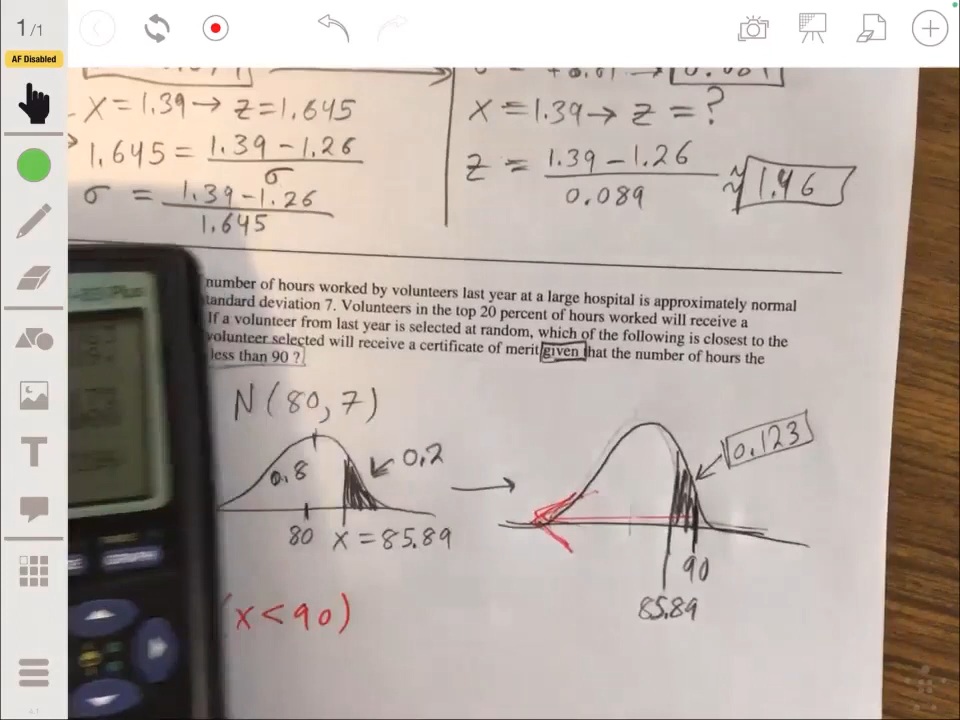 1/1
AF Disabled
X = 1.39 → Z = 1.645
1.645 = 1.39 - 1.26 / σ
σ = 1.39 - 1.26 / 1.645
X = 1.39 → Z = ?
Z = 1.39 - 1.26 / 0.089 ≈ 1.46
number of hours worked by volunteers last year at a large hospital is approximately normal
tandard deviation 7. Volunteers in the top 20 percent of hours worked will receive a
If a volunteer from last year is selected at random, which of the following is closest to the
volunteer selected will receive a certificate of merit given that the number of hours the
less than 90 ?
N(80, 7)
0.8
0.2
80
X = 85.89
0.123
90
85.89
(X < 90)
T